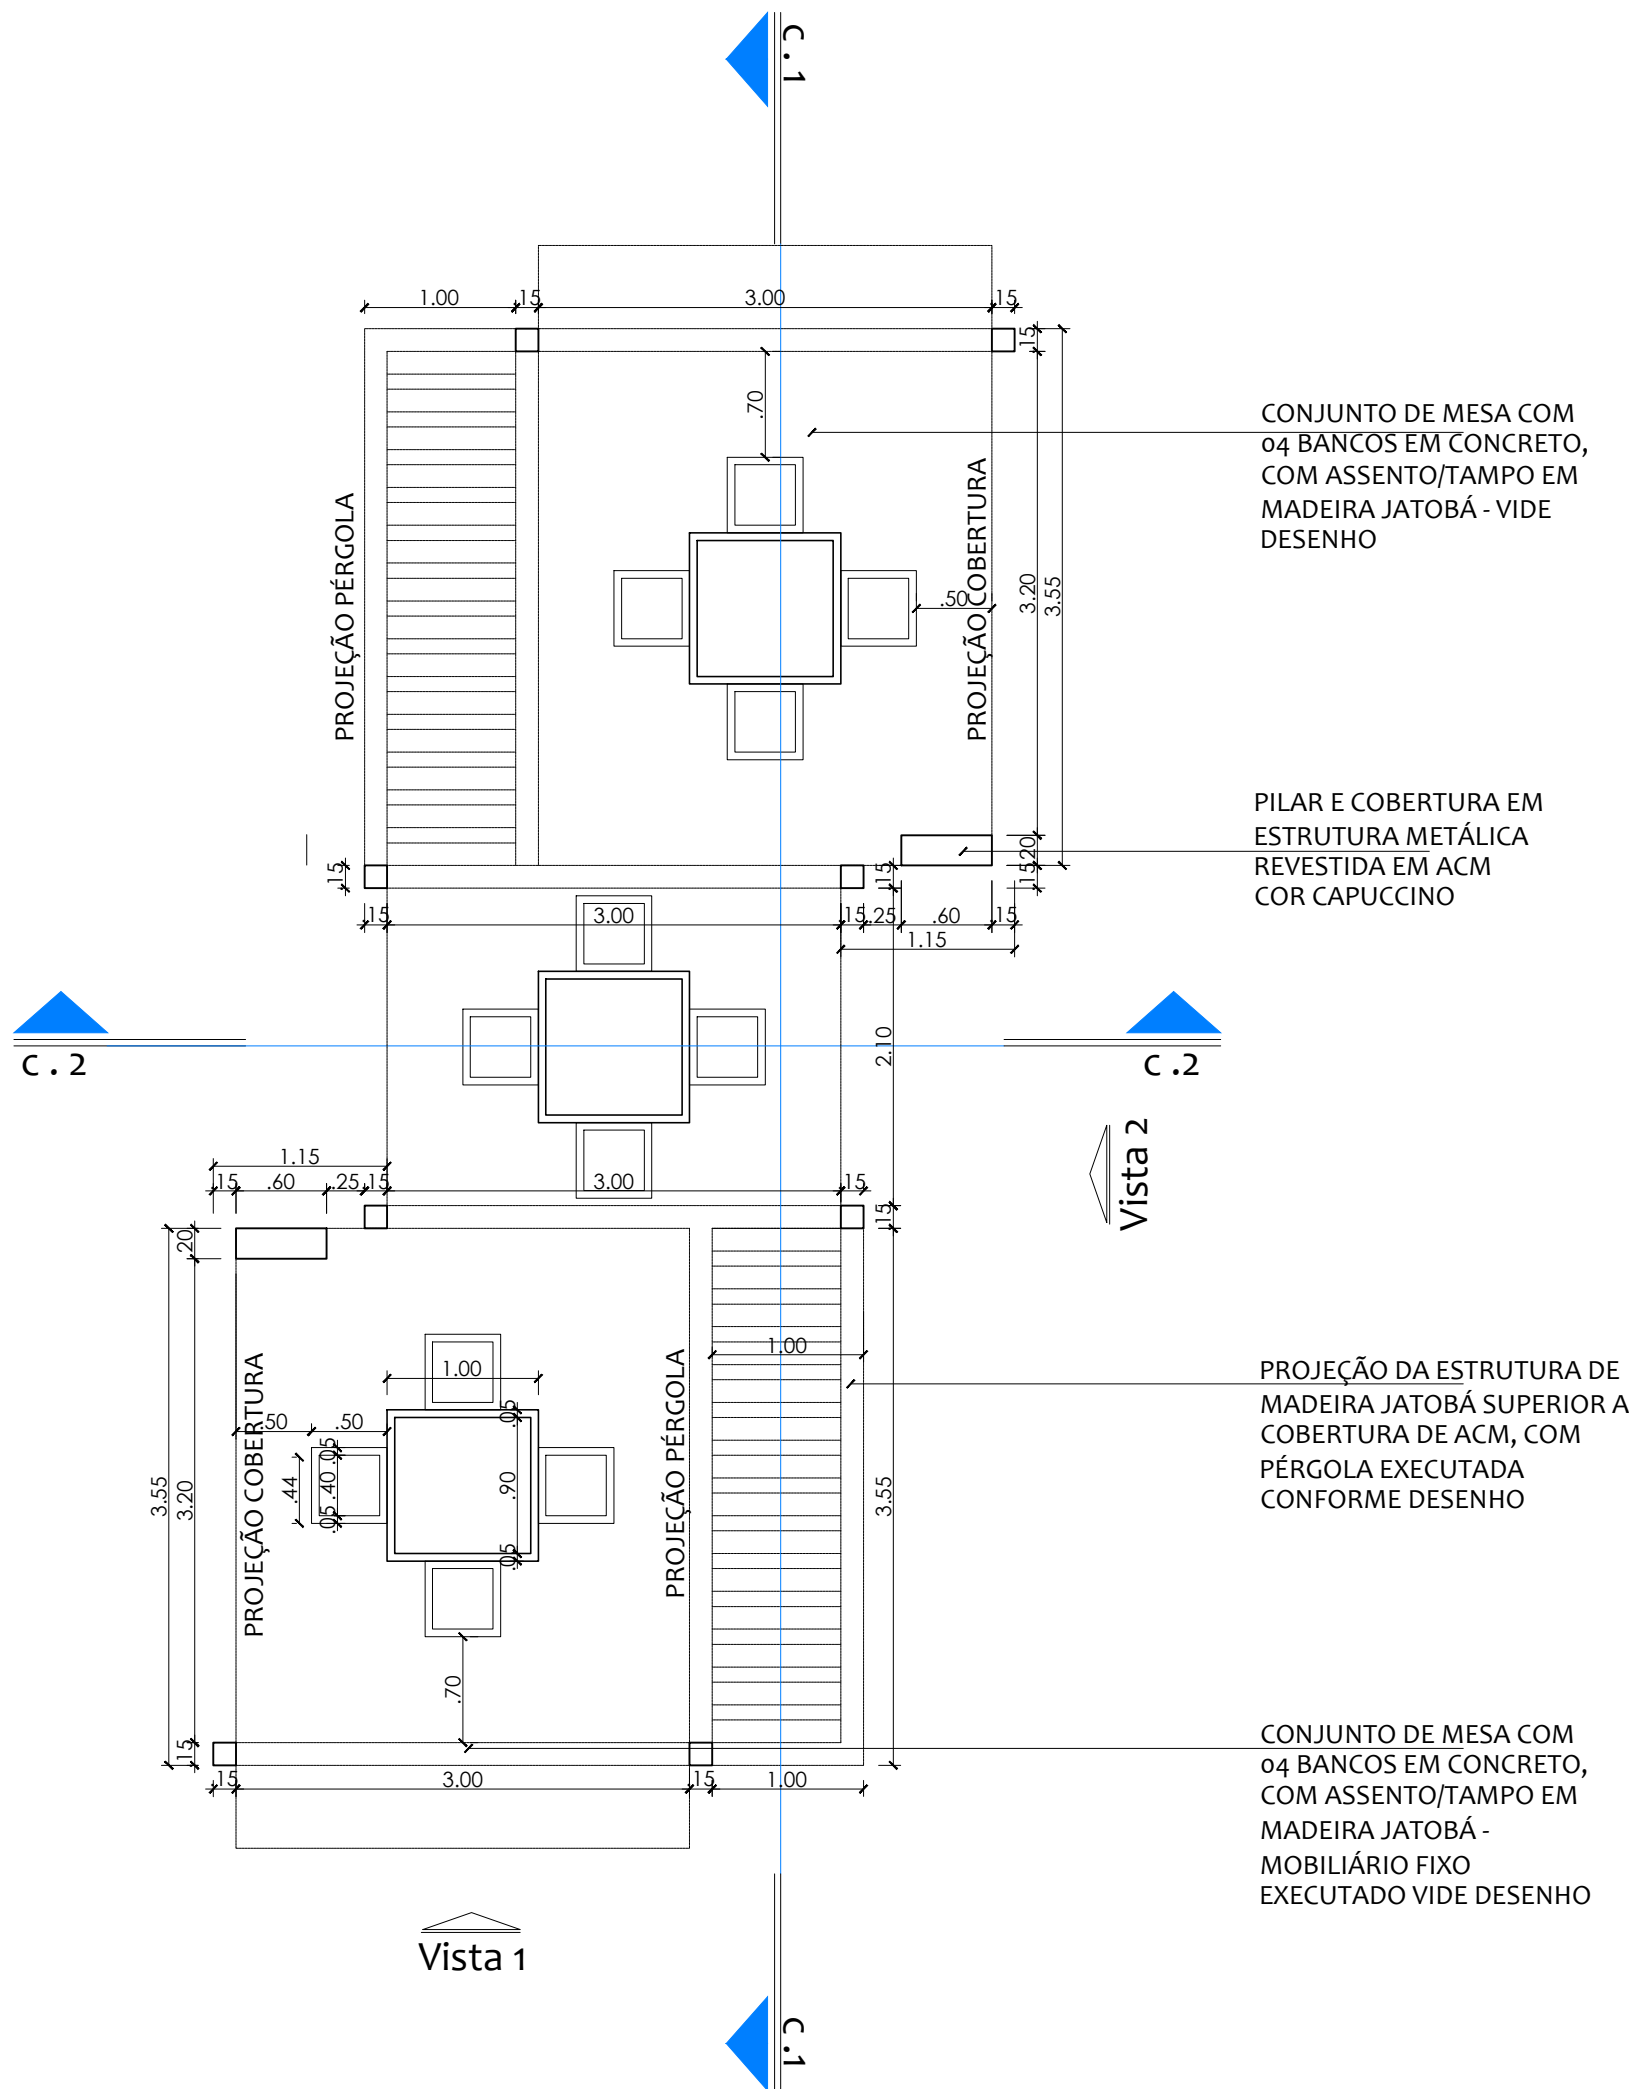 C . 1
1.00
.15
3.00
.15
.15
.70
3.20
3.55
.50
PROJEÇÃO PÉRGOLA
PROJEÇÃO COBERTURA
CONJUNTO DE MESA COM
04 BANCOS EM CONCRETO,
COM ASSENTO/TAMPO EM
MADEIRA JATOBÁ - VIDE
DESENHO
PILAR E COBERTURA EM
ESTRUTURA METÁLICA
REVESTIDA EM ACM
COR CAPUCCINO
.15
.15
.20
.15
.15
3.00
.15
.25
.60
.15
1.15
2.10
C . 2
C .2
Vista 2
1.15
.15
.60
.25
.15
3.00
.15
.15
.20
3.55
3.20
.15
PROJEÇÃO COBERTURA
PROJEÇÃO PÉRGOLA
1.00
1.00
.50
.50
.05
.44
.05
.40
.05
.90
.05
.70
3.55
PROJEÇÃO DA ESTRUTURA DE
MADEIRA JATOBÁ SUPERIOR A
COBERTURA DE ACM, COM
PÉRGOLA EXECUTADA
CONFORME DESENHO
.15
3.00
.15
1.00
CONJUNTO DE MESA COM
04 BANCOS EM CONCRETO,
COM ASSENTO/TAMPO EM
MADEIRA JATOBÁ -
MOBILIÁRIO FIXO
EXECUTADO VIDE DESENHO
Vista 1
C .1